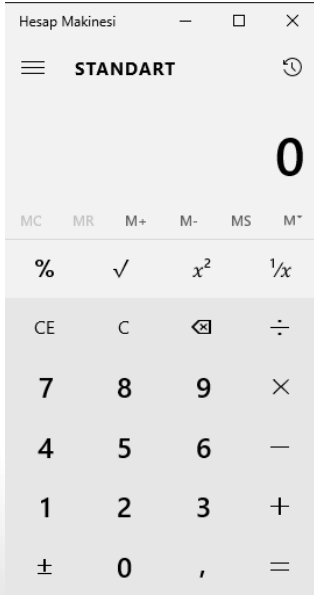 Hesap Makinesi
STANDART
0
MC MR M+ M- MS M˅
% √ x² ¹/x
CE C ⌫ ÷
7 8 9 ×
4 5 6 −
1 2 3 +
± 0 , =